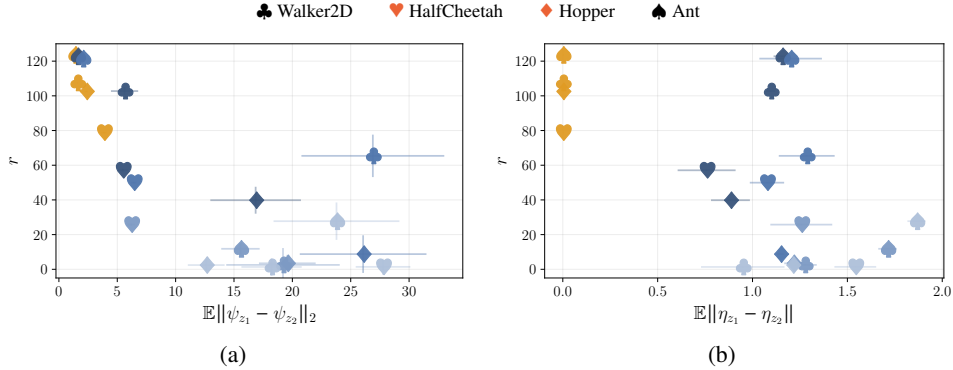 Walker2D HalfCheetah Hopper Ant
120
100
80
60
40
20
0
r
0 5 10 15 20 25 30
𝔼||ψ_{z_1} − ψ_{z_2}||_2
(a)
120
100
80
60
40
20
0
r
0.0 0.5 1.0 1.5 2.0
𝔼||η_{z_1} − η_{z_2}||
(b)